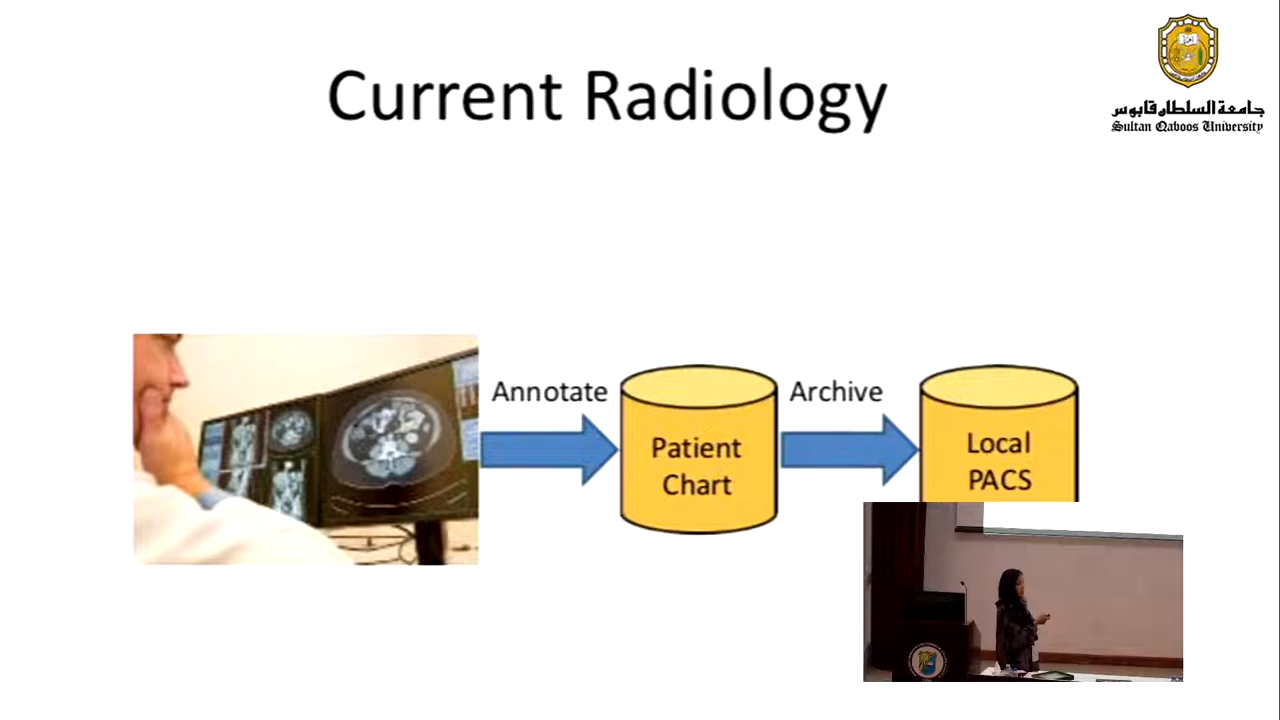 Current Radiology
جامعة السلطان قابوس
Sultan Qaboos University
Annotate
Patient
Chart
Archive
Local
PACS